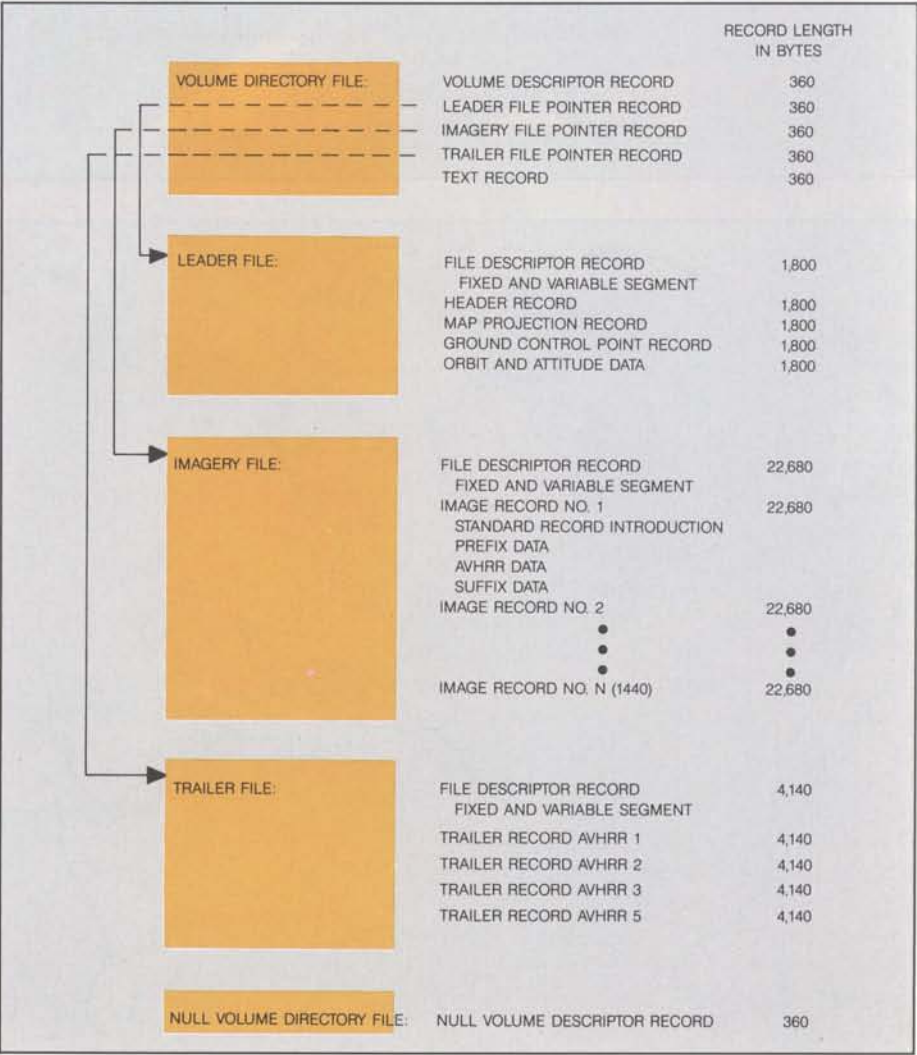 RECORD LENGTH
IN BYTES
VOLUME DIRECTORY FILE: VOLUME DESCRIPTOR RECORD 360
LEADER FILE POINTER RECORD 360
IMAGERY FILE POINTER RECORD 360
TRAILER FILE POINTER RECORD 360
TEXT RECORD 360
LEADER FILE: FILE DESCRIPTOR RECORD 1,800
FIXED AND VARIABLE SEGMENT
HEADER RECORD 1,800
MAP PROJECTION RECORD 1,800
GROUND CONTROL POINT RECORD 1,800
ORBIT AND ATTITUDE DATA 1,800
IMAGERY FILE: FILE DESCRIPTOR RECORD 22,680
FIXED AND VARIABLE SEGMENT
IMAGE RECORD NO. 1 22,680
STANDARD RECORD INTRODUCTION
PREFIX DATA
AVHRR DATA
SUFFIX DATA
IMAGE RECORD NO. 2 22,680
IMAGE RECORD NO. N (1440) 22,680
TRAILER FILE: FILE DESCRIPTOR RECORD 4,140
FIXED AND VARIABLE SEGMENT
TRAILER RECORD AVHRR 1 4,140
TRAILER RECORD AVHRR 2 4,140
TRAILER RECORD AVHRR 3 4,140
TRAILER RECORD AVHRR 5 4,140
NULL VOLUME DIRECTORY FILE: NULL VOLUME DESCRIPTOR RECORD 360